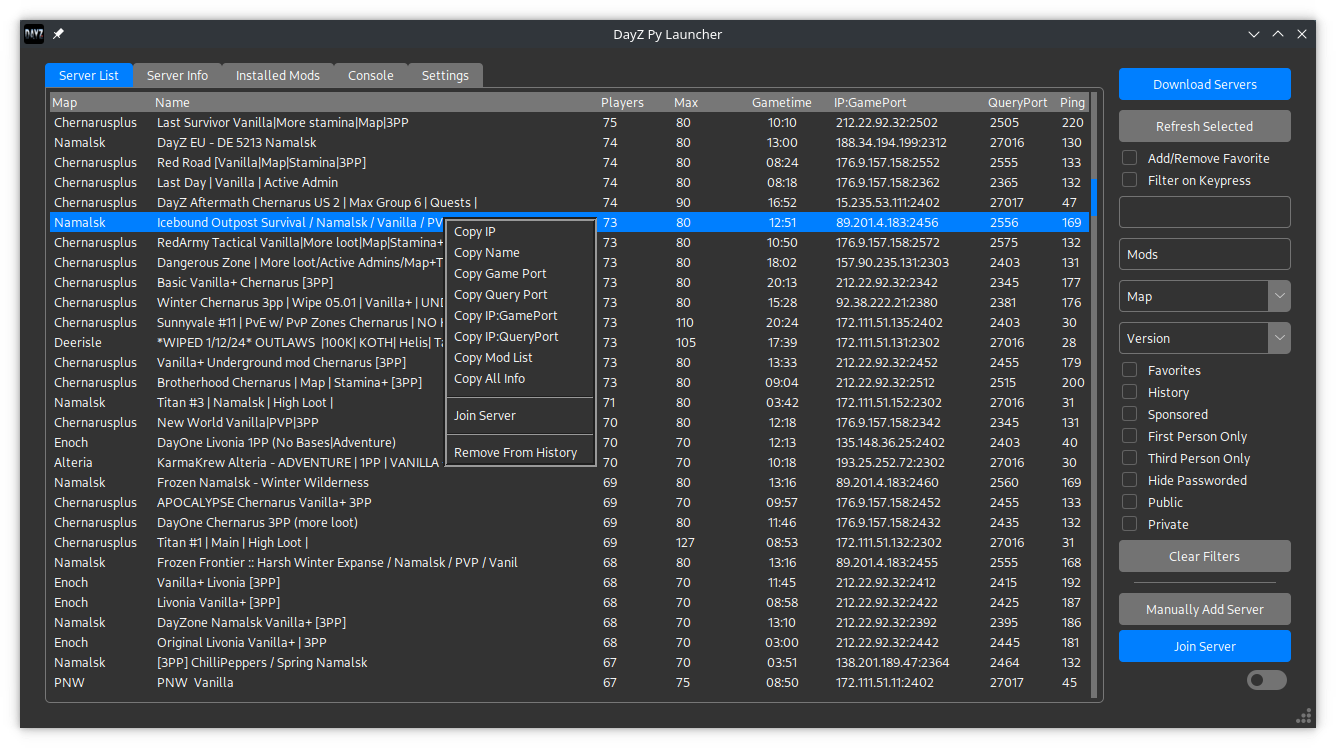 DAYZ
DayZ Py Launcher
Server List Server Info Installed Mods Console Settings
Map Name Players Max Gametime IP:GamePort QueryPort Ping
Chernarusplus Last Survivor Vanilla|More stamina|Map|3PP 75 80 10:10 212.22.92.32:2502 2505 220
Namalsk DayZ EU - DE 5213 Namalsk 74 80 13:00 188.34.194.199:2312 27016 130
Chernarusplus Red Road [Vanilla|Map|Stamina|3PP] 74 80 08:24 176.9.157.158:2552 2555 133
Chernarusplus Last Day | Vanilla | Active Admin 74 80 08:18 176.9.157.158:2362 2365 132
Chernarusplus DayZ Aftermath Chernarus US 2 | Max Group 6 | Quests | 74 90 16:52 15.235.53.111:2402 27017 47
Namalsk Icebound Outpost Survival / Namalsk / Vanilla / PV 73 80 12:51 89.201.4.183:2456 2556 169
Chernarusplus RedArmy Tactical Vanilla|More loot|Map|Stamina+ 73 80 10:50 176.9.157.158:2572 2575 132
Chernarusplus Dangerous Zone | More loot/Active Admins/Map+T 73 80 18:02 157.90.235.131:2303 2403 131
Chernarusplus Basic Vanilla+ Chernarus [3PP] 73 80 20:13 212.22.92.32:2342 2345 177
Chernarusplus Winter Chernarus 3pp | Wipe 05.01 | Vanilla+ | UND 73 80 15:28 92.38.222.21:2380 2381 176
Chernarusplus Sunnyvale #11 | PvE w/ PvP Zones Chernarus | NO 73 110 20:24 172.111.51.135:2402 2403 30
Deerisle *WIPED 1/12/24* OUTLAWS |100K| KOTH| Helis| Ta 73 105 17:39 172.111.51.131:2302 27016 28
Chernarusplus Vanilla+ Underground mod Chernarus [3PP] 73 80 13:33 212.22.92.32:2452 2455 179
Chernarusplus Brotherhood Chernarus | Map | Stamina+ [3PP] 73 80 09:04 212.22.92.32:2512 2515 200
Namalsk Titan #3 | Namalsk | High Loot | 71 80 03:42 172.111.51.152:2302 27016 31
Chernarusplus New World Vanilla|PVP|3PP 70 80 12:18 176.9.157.158:2342 2345 131
Enoch DayOne Livonia 1PP (No Bases|Adventure) 70 70 12:13 135.148.36.25:2402 2403 40
Alteria KarmaKrew Alteria - ADVENTURE | 1PP | VANILLA 70 70 10:18 193.25.252.72:2302 27016 30
Namalsk Frozen Namalsk - Winter Wilderness 69 80 13:16 89.201.4.183:2460 2560 169
Chernarusplus APOCALYPSE Chernarus Vanilla+ 3PP 69 70 09:57 176.9.157.158:2452 2455 133
Chernarusplus DayOne Chernarus 3PP (more loot) 69 80 11:46 176.9.157.158:2432 2435 132
Chernarusplus Titan #1 | Main | High Loot | 69 127 08:53 172.111.51.132:2302 27016 31
Namalsk Frozen Frontier :: Harsh Winter Expanse / Namalsk / PVP / Vanil 68 80 13:16 89.201.4.183:2455 2555 168
Enoch Vanilla+ Livonia [3PP] 68 70 11:45 212.22.92.32:2412 2415 192
Enoch Livonia Vanilla+ [3PP] 68 70 08:58 212.22.92.32:2422 2425 187
Namalsk DayZone Namalsk Vanilla+ [3PP] 68 70 13:10 212.22.92.32:2392 2395 186
Enoch Original Livonia Vanilla+ | 3PP 68 70 03:00 212.22.92.32:2442 2445 181
Namalsk [3PP] ChilliPeppers / Spring Namalsk 67 70 03:51 138.201.189.47:2364 2464 132
PNW PNW Vanilla 67 75 08:50 172.111.51.11:2402 27017 45
Copy IP
Copy Name
Copy Game Port
Copy Query Port
Copy IP:GamePort
Copy IP:QueryPort
Copy Mod List
Copy All Info
Join Server
Remove From History
Download Servers
Refresh Selected
Add/Remove Favorite
Filter on Keypress
Mods
Map
Version
Favorites
History
Sponsored
First Person Only
Third Person Only
Hide Passworded
Public
Private
Clear Filters
Manually Add Server
Join Server